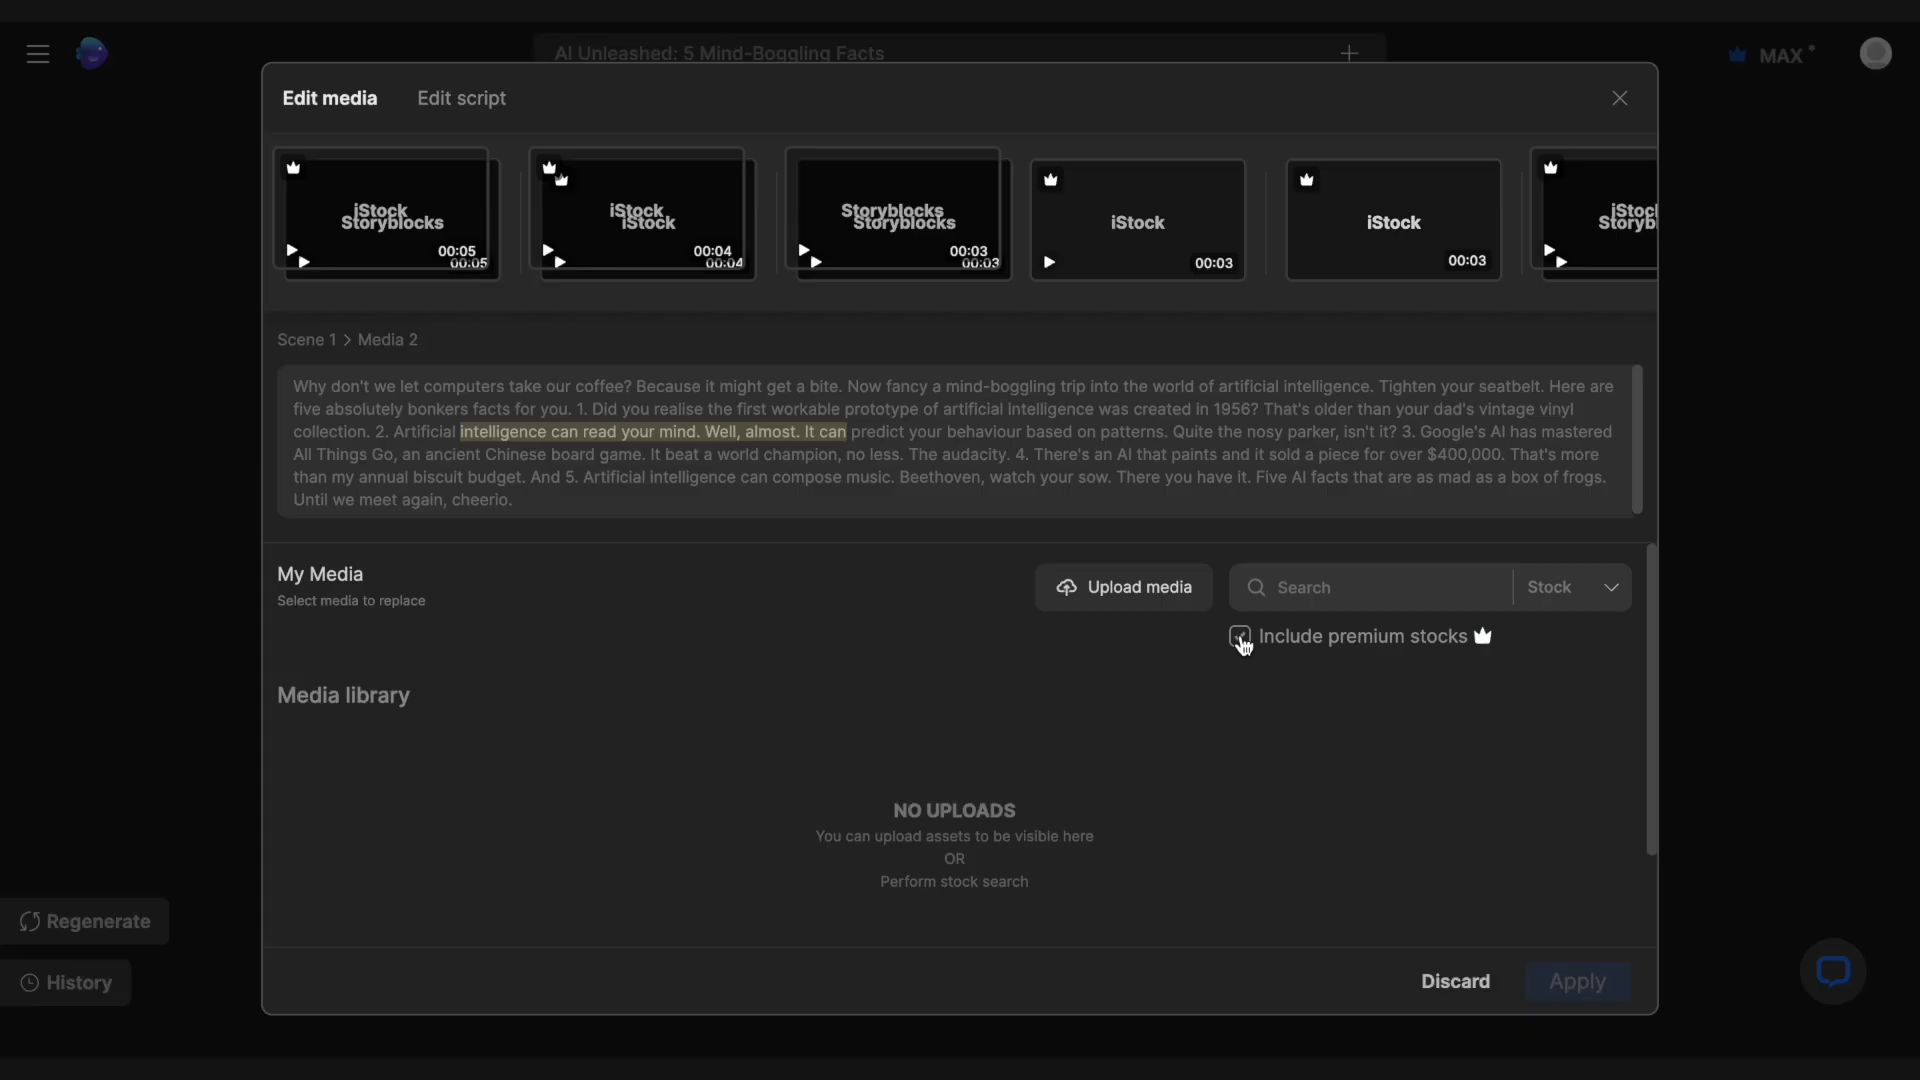 AI Unleashed: 5 Mind-Boggling Facts
MAX *
Edit media
Edit script
iStock
Storyblocks
00:05
00:05
iStock
iStock
00:04
00:04
Storyblocks
Storyblocks
00:03
00:03
iStock
00:03
iStock
00:03
Scene 1 > Media 2
Why don't we let computers take our coffee? Because it might get a bite. Now fancy a mind-boggling trip into the world of artificial intelligence. Tighten your seatbelt. Here are
five absolutely bonkers facts for you. 1. Did you realise the first workable prototype of artificial intelligence was created in 1956? That's older than your dad's vintage vinyl
collection. 2. Artificial intelligence can read your mind. Well, almost. It can predict your behaviour based on patterns. Quite the nosy parker, isn't it? 3. Google's AI has mastered
All Things Go, an ancient Chinese board game. It beat a world champion, no less. The audacity. 4. There's an AI that paints and it sold a piece for over $400,000. That's more
than my annual biscuit budget. And 5. Artificial intelligence can compose music. Beethoven, watch your sow. There you have it. Five AI facts that are as mad as a box of frogs.
Until we meet again, cheerio.
My Media
Select media to replace
Upload media
Search
Stock
Include premium stocks
Media library
NO UPLOADS
You can upload assets to be visible here
OR
Perform stock search
Regenerate
History
Discard
Apply